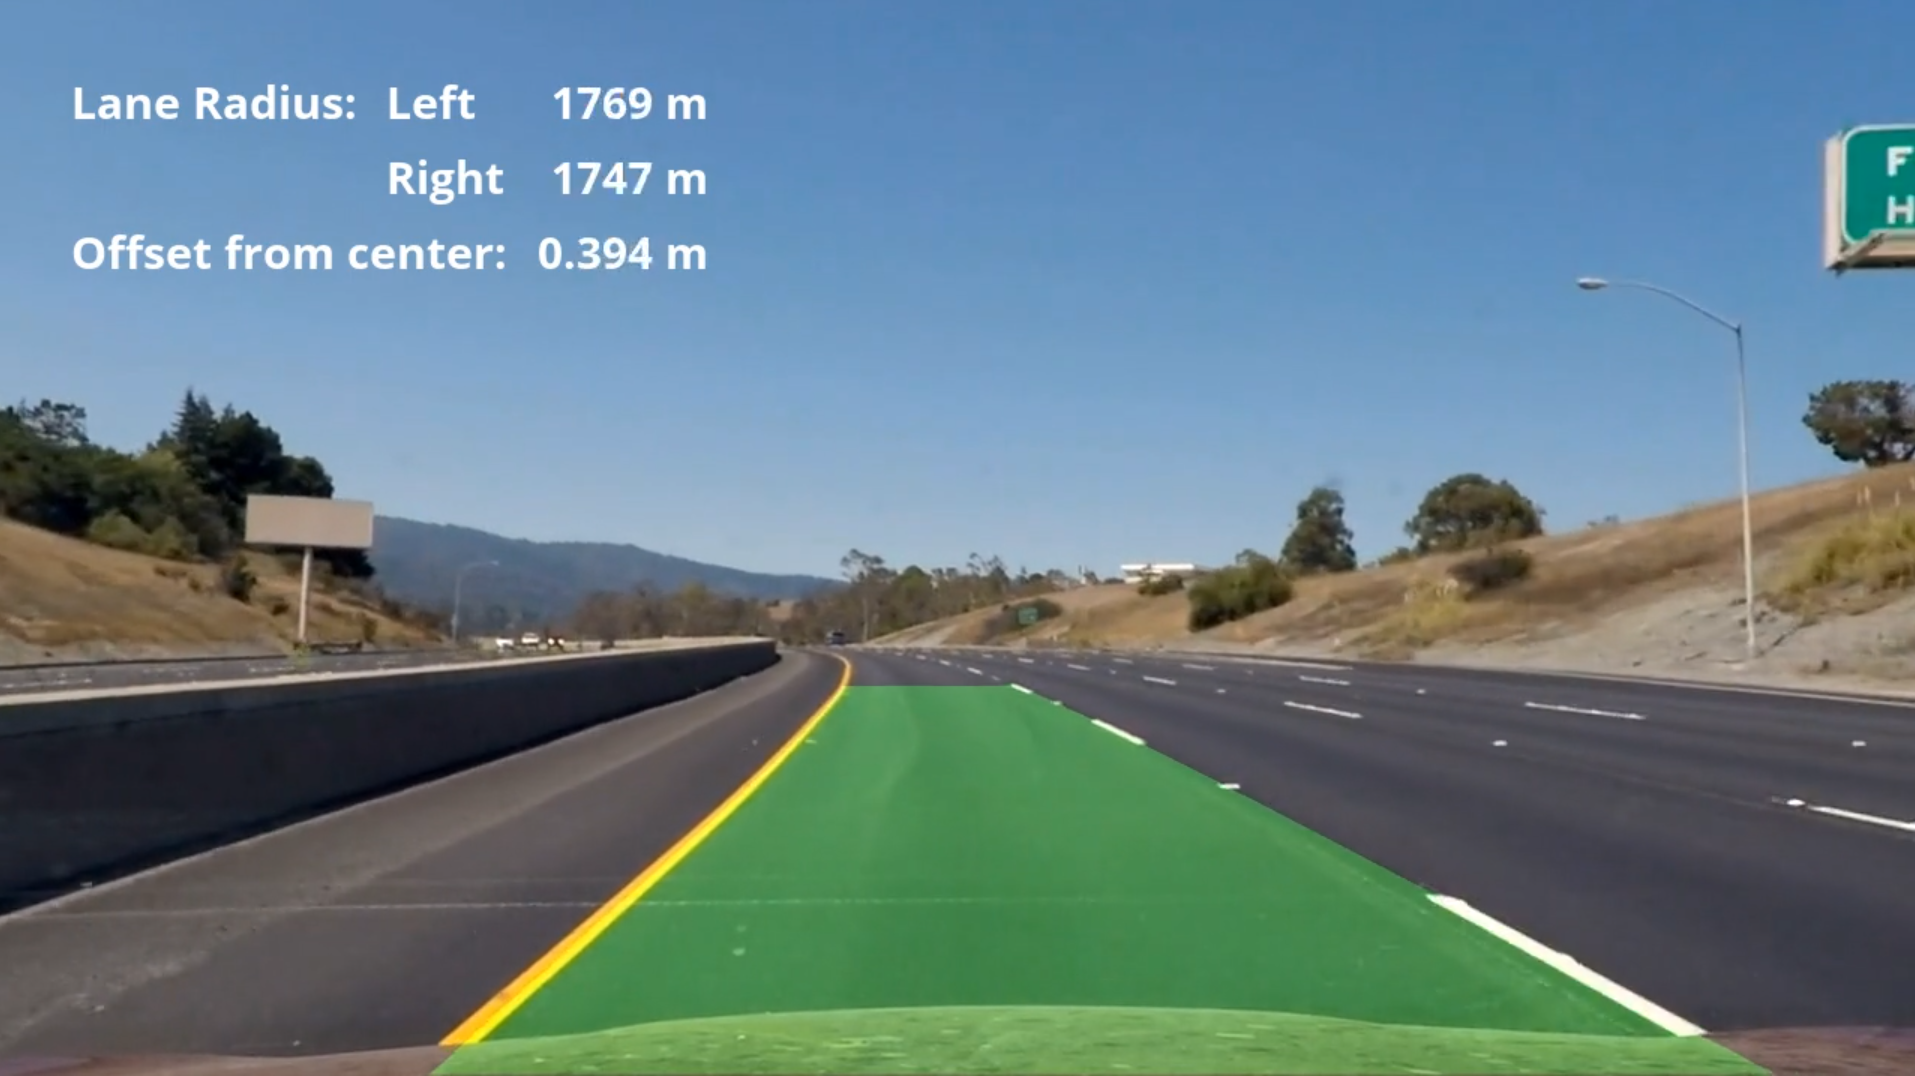 Lane Radius: Left 1769 m
Right 1747 m
Offset from center: 0.394 m
F
H